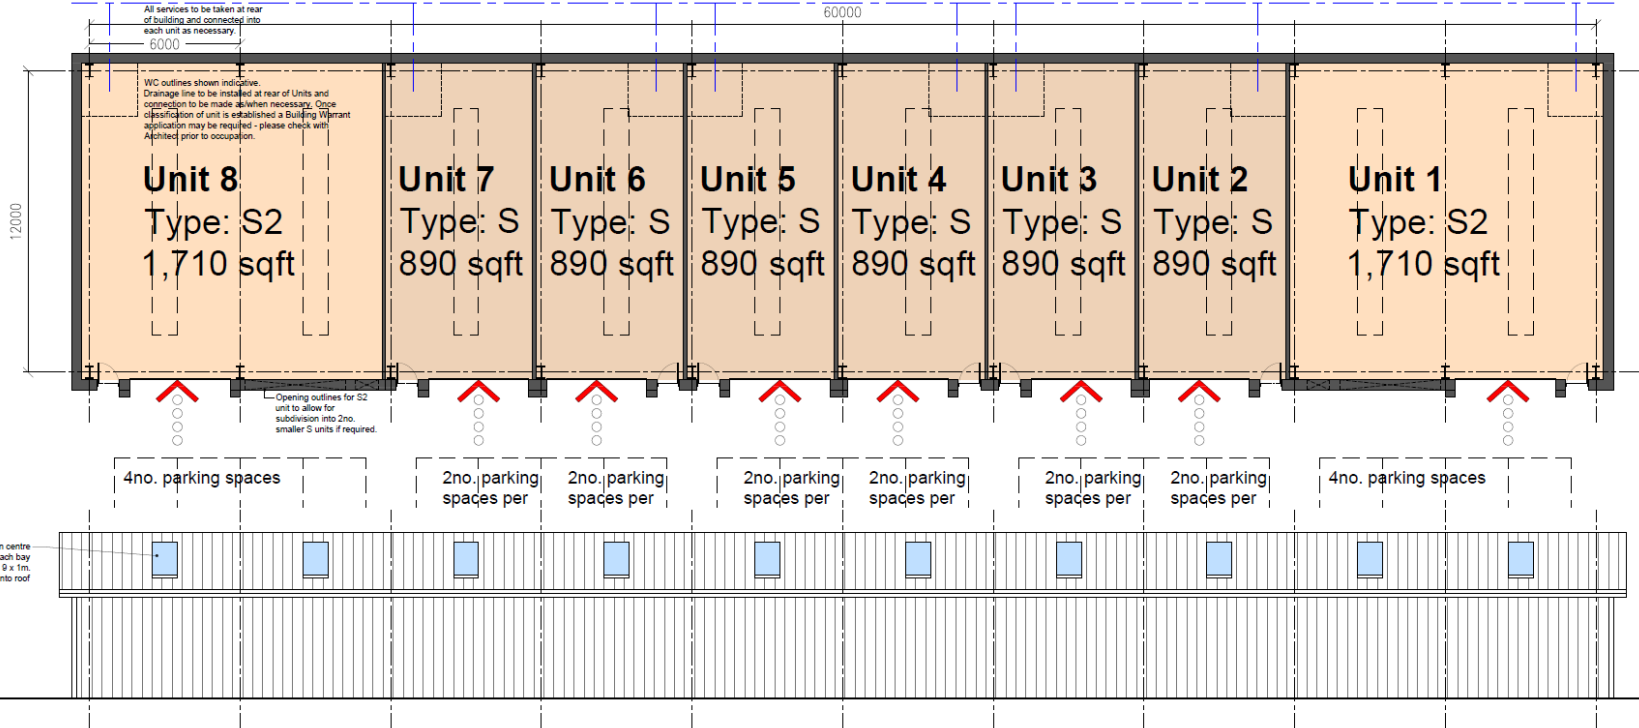 All services to be taken at rear
of building and connected into
each unit as necessary.
60000
6000
12000
WC outlines shown indicative.
Drainage line to be installed at rear of Units and
connection to be made as/when necessary. Once
classification of unit is established a Building Warrant
application may be required - please check with
Architect prior to occupation.
Unit 8
Type: S2
1,710 sqft
Unit 7
Type: S
890 sqft
Unit 6
Type: S
890 sqft
Unit 5
Type: S
890 sqft
Unit 4
Type: S
890 sqft
Unit 3
Type: S
890 sqft
Unit 2
Type: S
890 sqft
Unit 1
Type: S2
1,710 sqft
Opening outlines for S2
unit to allow for
subdivision into 2no.
smaller S units if required.
4no. parking spaces
2no. parking
spaces per
2no. parking
spaces per
2no. parking
spaces per
2no. parking
spaces per
2no. parking
spaces per
2no. parking
spaces per
4no. parking spaces
centre
bay
9 x 1m.
roof